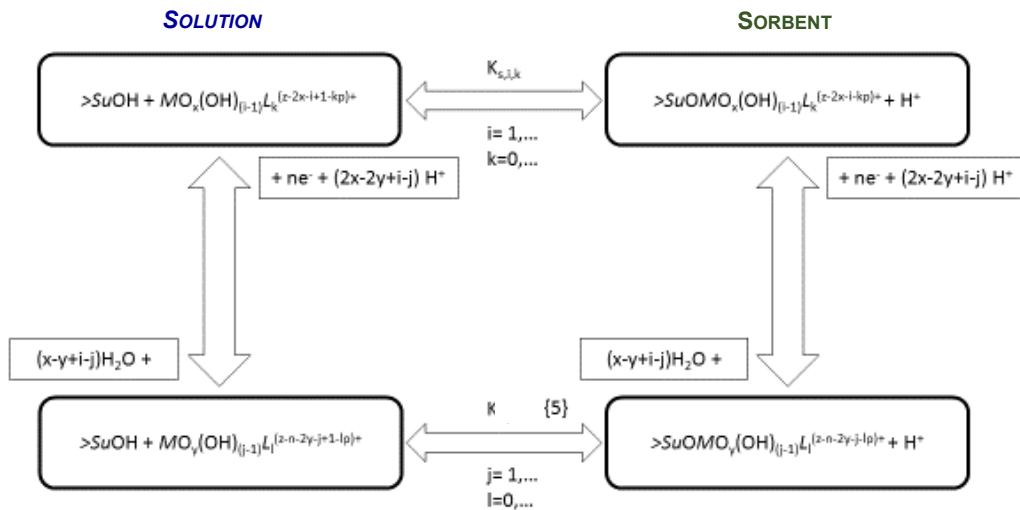 SOLUTION
SORBENT
>SuOH + MOₓ(OH)₍ᵢ₋₁₎Lₖ⁽ᶻ⁻²ˣ⁻ⁱ⁺¹⁻ᵏᵖ⁾⁺
Kₛ,ᵢ,ₖ
>SuOMOₓ(OH)₍ᵢ₋₁₎Lₖ⁽ᶻ⁻²ˣ⁻ⁱ⁻ᵏᵖ⁾⁺ + H⁺
i= 1,...
k=0,...
+ ne⁻ + (2x-2y+i-j) H⁺
+ ne⁻ + (2x-2y+i-j) H⁺
(x-y+i-j)H₂O +
(x-y+i-j)H₂O +
>SuOH + MOy(OH)(j-1)Ll(z-n-2y-j+1-lp)+
K {5}
>SuOMOy(OH)(j-1)Ll(z-n-2y-j-lp)+ + H⁺
j= 1,...
l=0,...